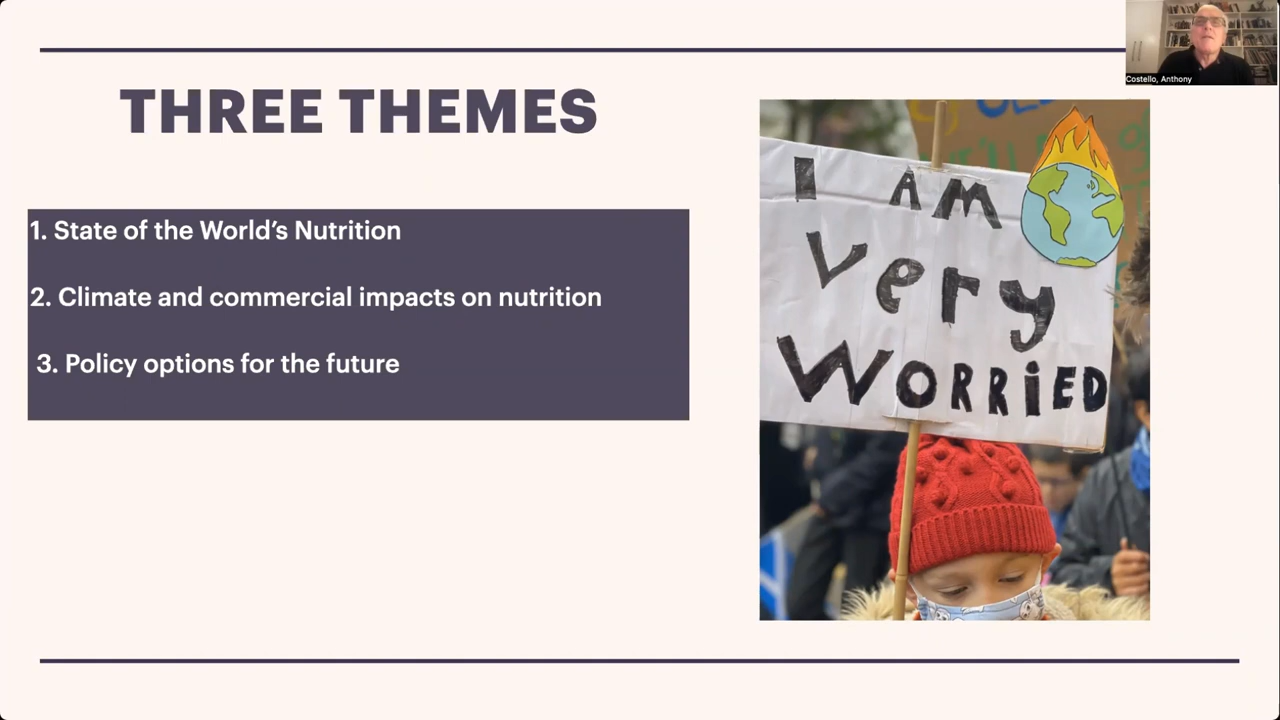 Costello, Anthony
THREE THEMES
1. State of the World's Nutrition
2. Climate and commercial impacts on nutrition
3. Policy options for the future
I AM
very
WORRiED